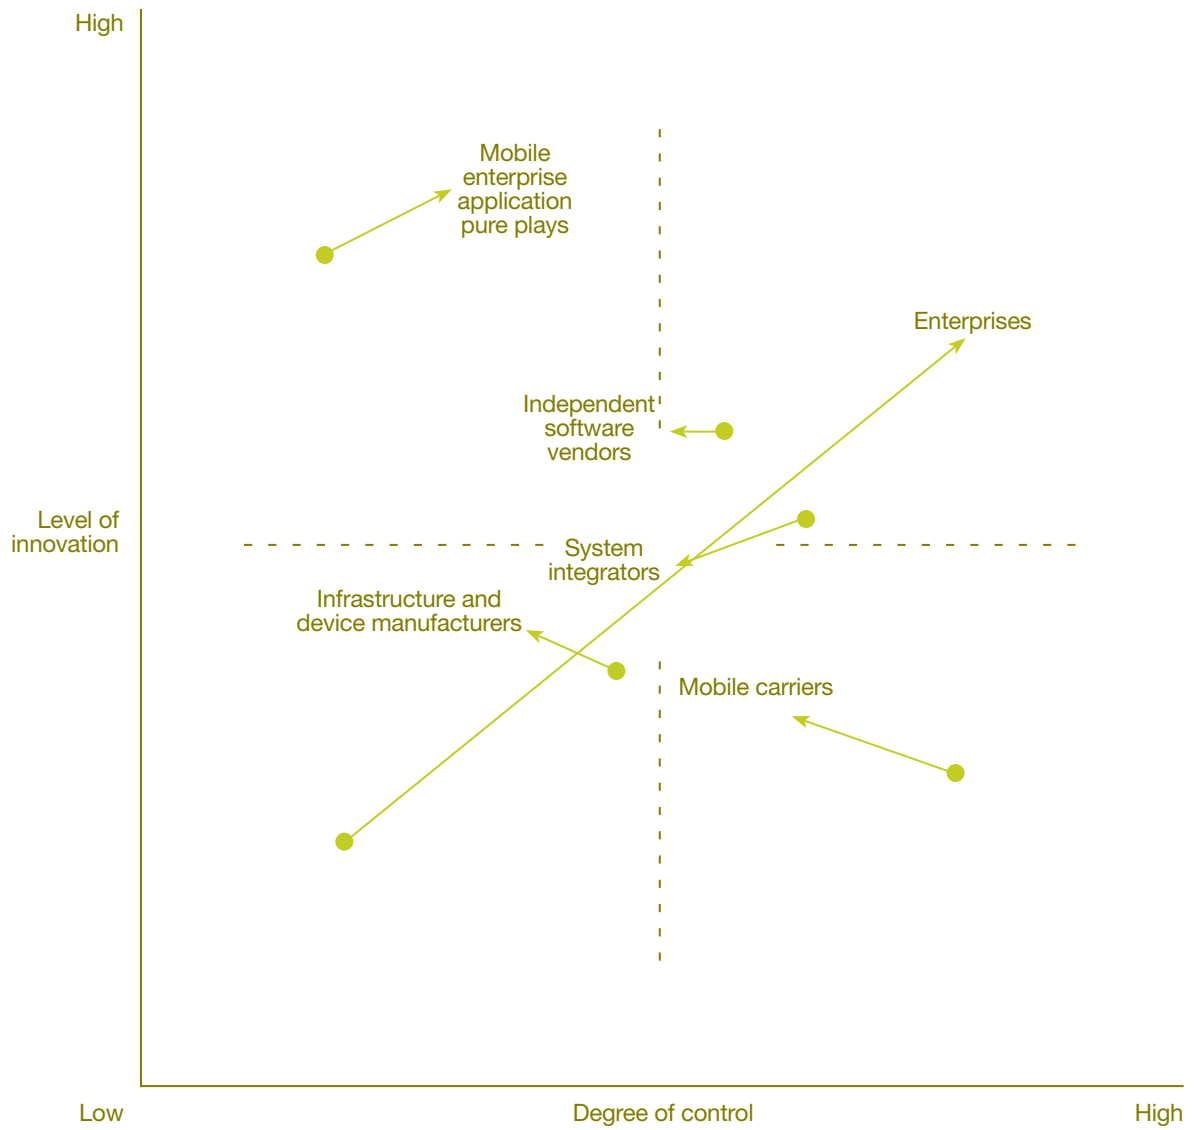 High
Mobile
enterprise
application
pure plays
Enterprises
Independent
software
vendors
Level of
innovation
System
integrators
Infrastructure and
device manufacturers
Mobile carriers
Low
Degree of control
High